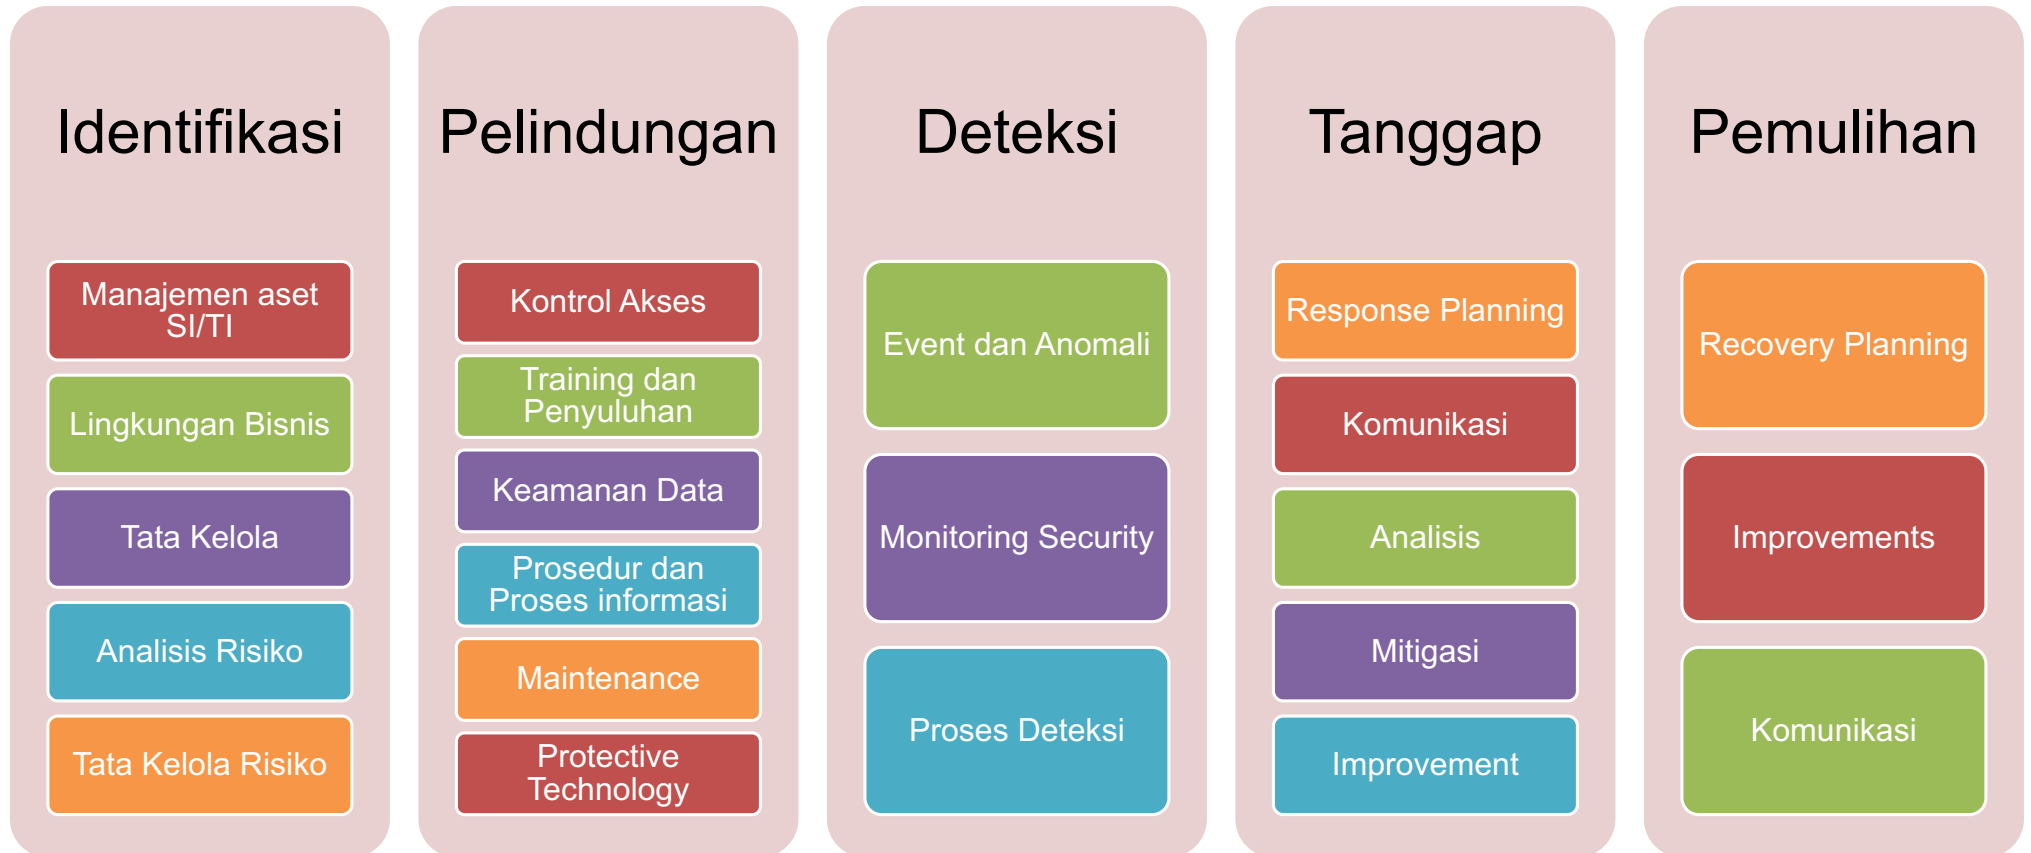 Identifikasi
Manajemen aset
SI/TI
Lingkungan Bisnis
Tata Kelola
Analisis Risiko
Tata Kelola Risiko
Pelindungan
Kontrol Akses
Training dan
Penyuluhan
Keamanan Data
Prosedur dan
Proses informasi
Maintenance
Protective
Technology
Deteksi
Event dan Anomali
Monitoring Security
Proses Deteksi
Tanggap
Response Planning
Komunikasi
Analisis
Mitigasi
Improvement
Pemulihan
Recovery Planning
Improvements
Komunikasi